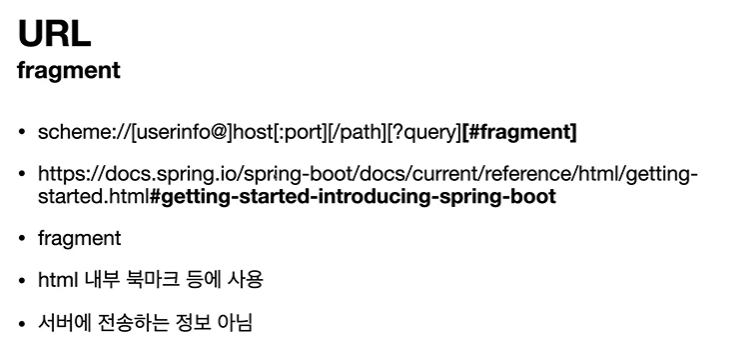 URL
fragment
• scheme://[userinfo@]host[:port][/path][?query][#fragment]
• https://docs.spring.io/spring-boot/docs/current/reference/html/getting-
started.html#getting-started-introducing-spring-boot
• fragment
• html 내부 북마크 등에 사용
• 서버에 전송하는 정보 아님